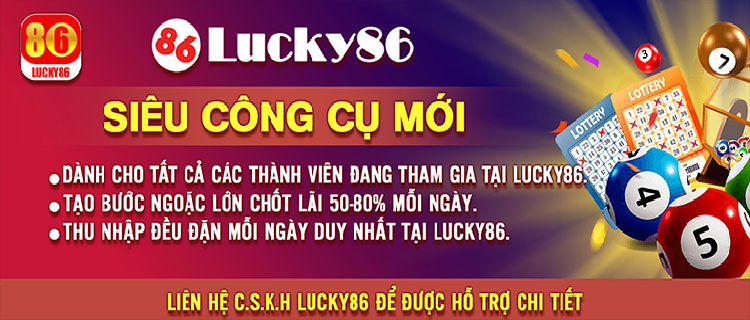 86
LUCKY86
86 Lucky86
SIÊU CÔNG CỤ MỚI
• DÀNH CHO TẤT CẢ CÁC THÀNH VIÊN ĐANG THAM GIA TẠI LUCKY86.
• TẠO BƯỚC NGOẶC LỚN CHỐT LÃI 50-80% MỖI NGÀY.
• THU NHẬP ĐỀU ĐẶN MỖI NGÀY DUY NHẤT TẠI LUCKY86.
LIÊN HỆ C.S.K.H LUCKY86 ĐỂ ĐƯỢC HỖ TRỢ CHI TIẾT
LOTTERY
LOTTERY
3
7
4
5